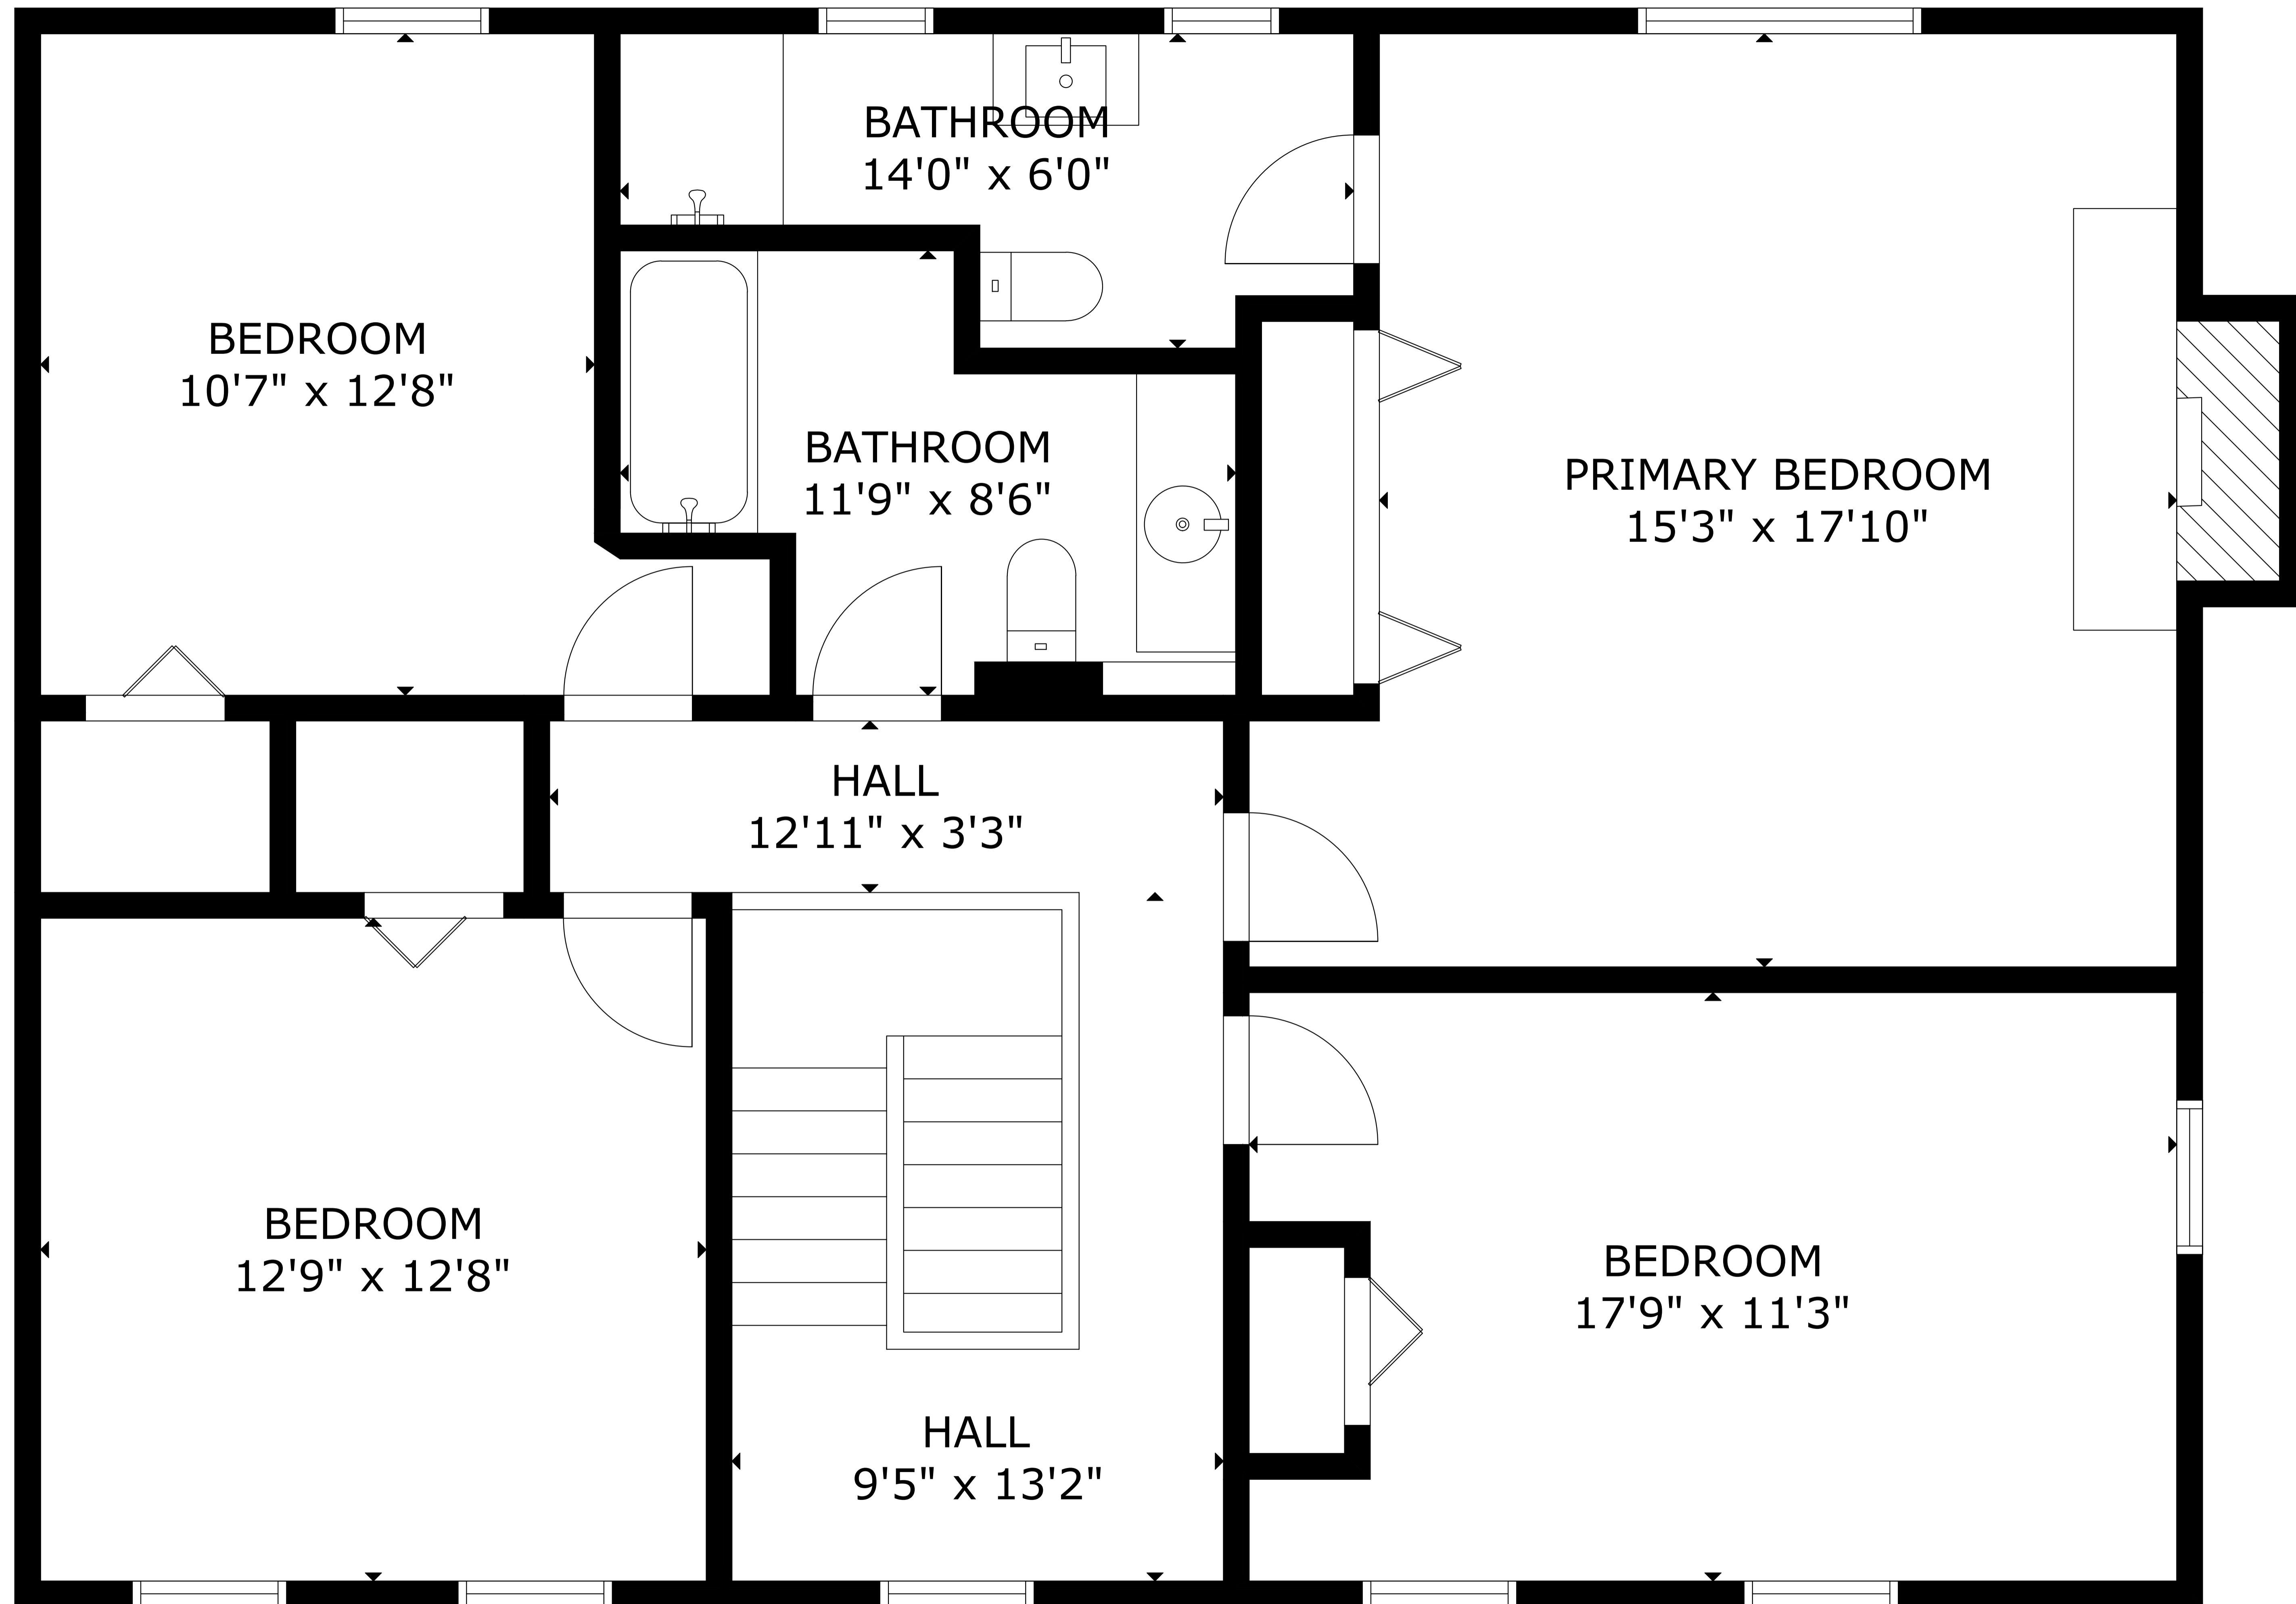 BATHROOM
14'0" x 6'0"
BEDROOM
10'7" x 12'8"
BATHROOM
11'9" x 8'6"
PRIMARY BEDROOM
15'3" x 17'10"
HALL
12'11" x 3'3"
BEDROOM
12'9" x 12'8"
BEDROOM
17'9" x 11'3"
HALL
9'5" x 13'2"